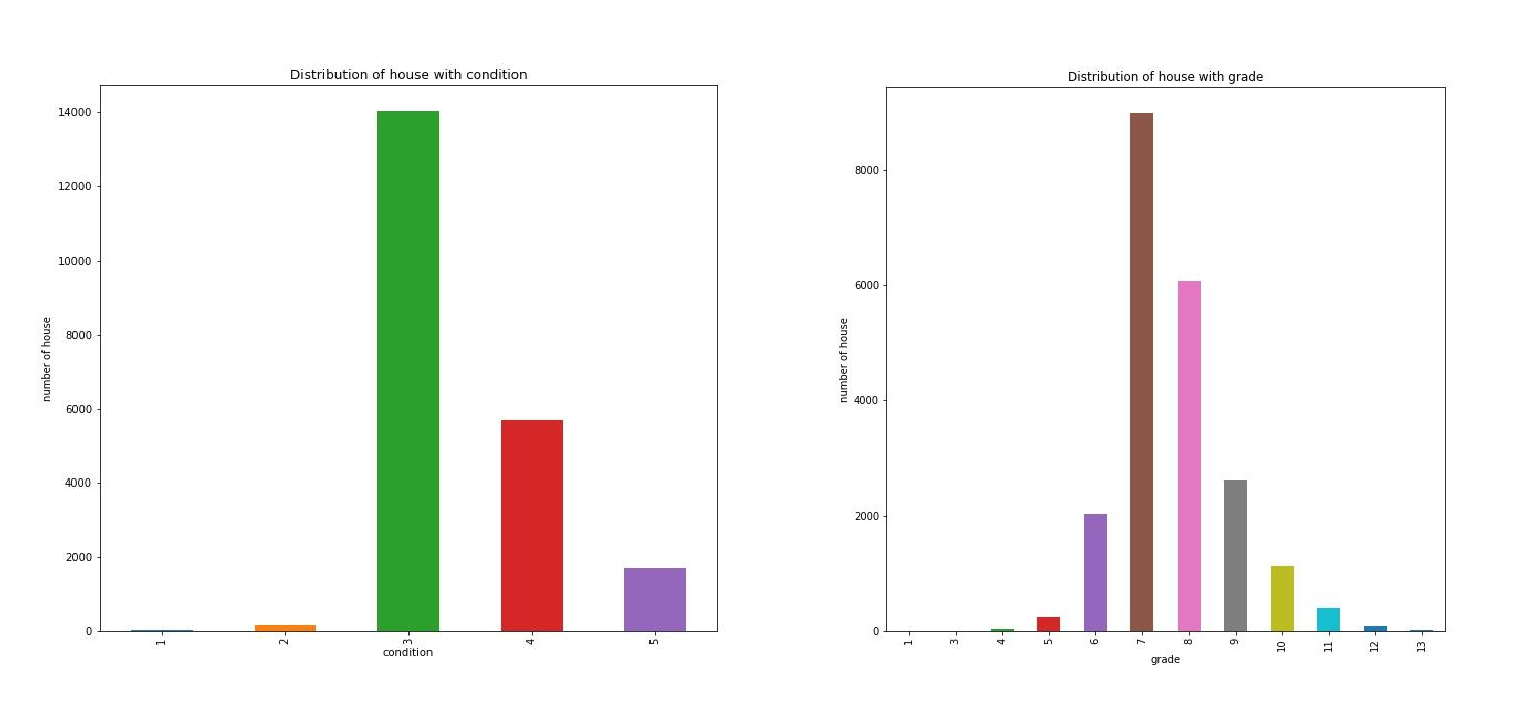 Distribution of house with condition
14000
12000
10000
8000
6000
4000
2000
0
number of house
1 2 3 4 5
condition
Distribution of house with grade
8000
6000
4000
2000
0
number of house
1 3 4 5 6 7 8 9 10 11 12 13
grade